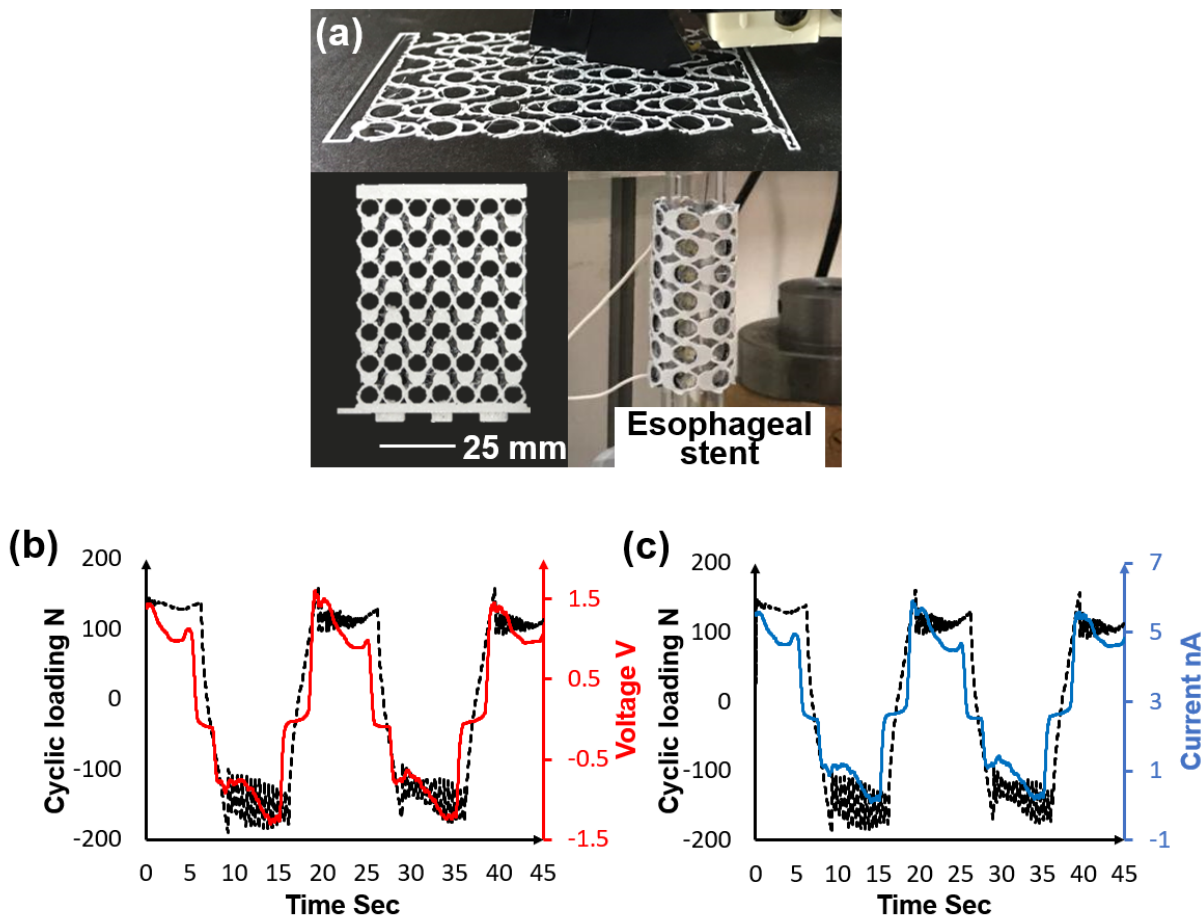 (a)
25 mm
Esophageal
stent
(b)
Cyclic loading N
200
100
0
-100
-200
1.5
0.5
-0.5
-1.5
Voltage V
0 5 10 15 20 25 30 35 40 45
Time Sec
(c)
Cyclic loading N
200
100
0
-100
-200
7
5
3
1
-1
Current nA
0 5 10 15 20 25 30 35 40 45
Time Sec